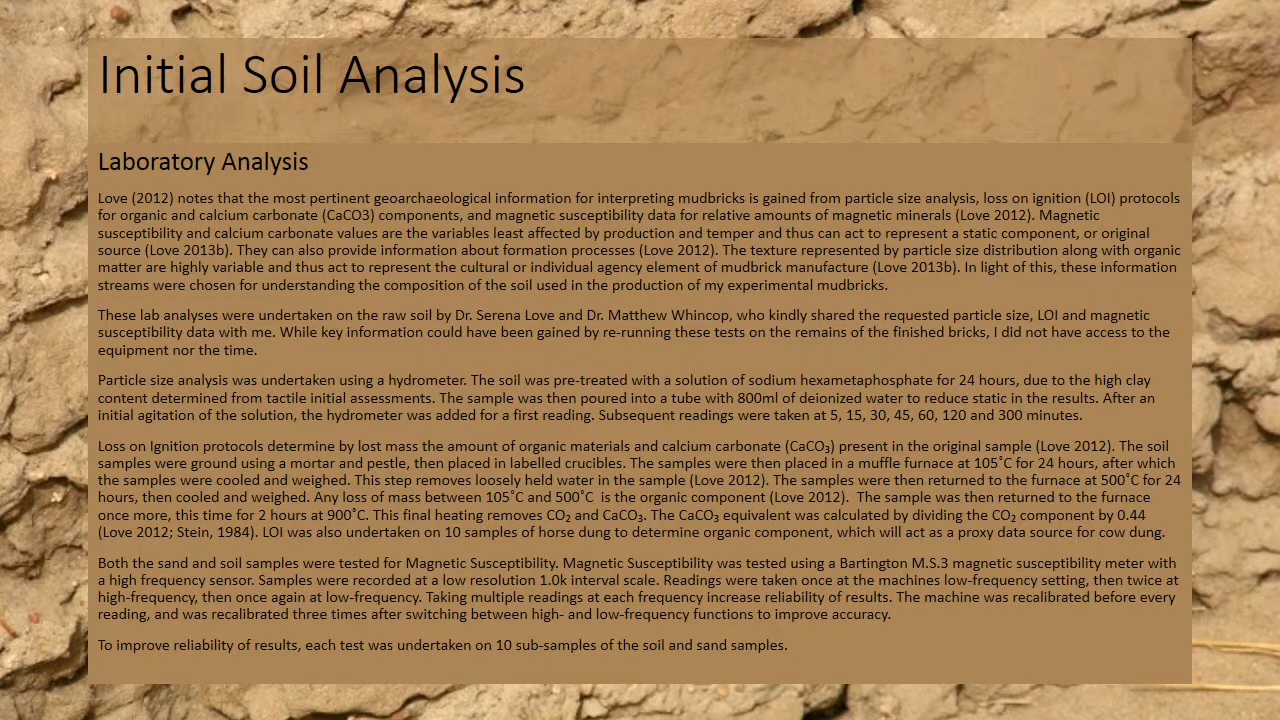 Initial Soil Analysis
Laboratory Analysis
Love (2012) notes that the most pertinent geoarchaeological information for interpreting mudbricks is gained from particle size analysis, loss on ignition (LOI) protocols
for organic and calcium carbonate (CaCO3) components, and magnetic susceptibility data for relative amounts of magnetic minerals (Love 2012). Magnetic
susceptibility and calcium carbonate values are the variables least affected by production and temper and thus can act to represent a static component, or original
source (Love 2013b). They can also provide information about formation processes (Love 2012). The texture represented by particle size distribution along with organic
matter are highly variable and thus act to represent the cultural or individual agency element of mudbrick manufacture (Love 2013b). In light of this, these information
streams were chosen for understanding the composition of the soil used in the production of my experimental mudbricks.
These lab analyses were undertaken on the raw soil by Dr. Serena Love and Dr. Matthew Whincop, who kindly shared the requested particle size, LOI and magnetic
susceptibility data with me. While key information could have been gained by re-running these tests on the remains of the finished bricks, I did not have access to the
equipment nor the time.
Particle size analysis was undertaken using a hydrometer. The soil was pre-treated with a solution of sodium hexametaphosphate for 24 hours, due to the high clay
content determined from tactile initial assessments. The sample was then poured into a tube with 800ml of deionized water to reduce static in the results. After an
initial agitation of the solution, the hydrometer was added for a first reading. Subsequent readings were taken at 5, 15, 30, 45, 60, 120 and 300 minutes.
Loss on Ignition protocols determine by lost mass the amount of organic materials and calcium carbonate (CaCO₃) present in the original sample (Love 2012). The soil
samples were ground using a mortar and pestle, then placed in labelled crucibles. The samples were then placed in a muffle furnace at 105˚C for 24 hours, after which
the samples were cooled and weighed. This step removes loosely held water in the sample (Love 2012). The samples were then returned to the furnace at 500˚C for 24
hours, then cooled and weighed. Any loss of mass between 105˚C and 500˚C is the organic component (Love 2012). The sample was then returned to the furnace
once more, this time for 2 hours at 900˚C. This final heating removes CO₂ and CaCO₃. The CaCO₃ equivalent was calculated by dividing the CO₂ component by 0.44
(Love 2012; Stein, 1984). LOI was also undertaken on 10 samples of horse dung to determine organic component, which will act as a proxy data source for cow dung.
Both the sand and soil samples were tested for Magnetic Susceptibility. Magnetic Susceptibility was tested using a Bartington M.S.3 magnetic susceptibility meter with
a high frequency sensor. Samples were recorded at a low resolution 1.0k interval scale. Readings were taken once at the machines low-frequency setting, then twice at
high-frequency, then once again at low-frequency. Taking multiple readings at each frequency increase reliability of results. The machine was recalibrated before every
reading, and was recalibrated three times after switching between high- and low-frequency functions to improve accuracy.
To improve reliability of results, each test was undertaken on 10 sub-samples of the soil and sand samples.